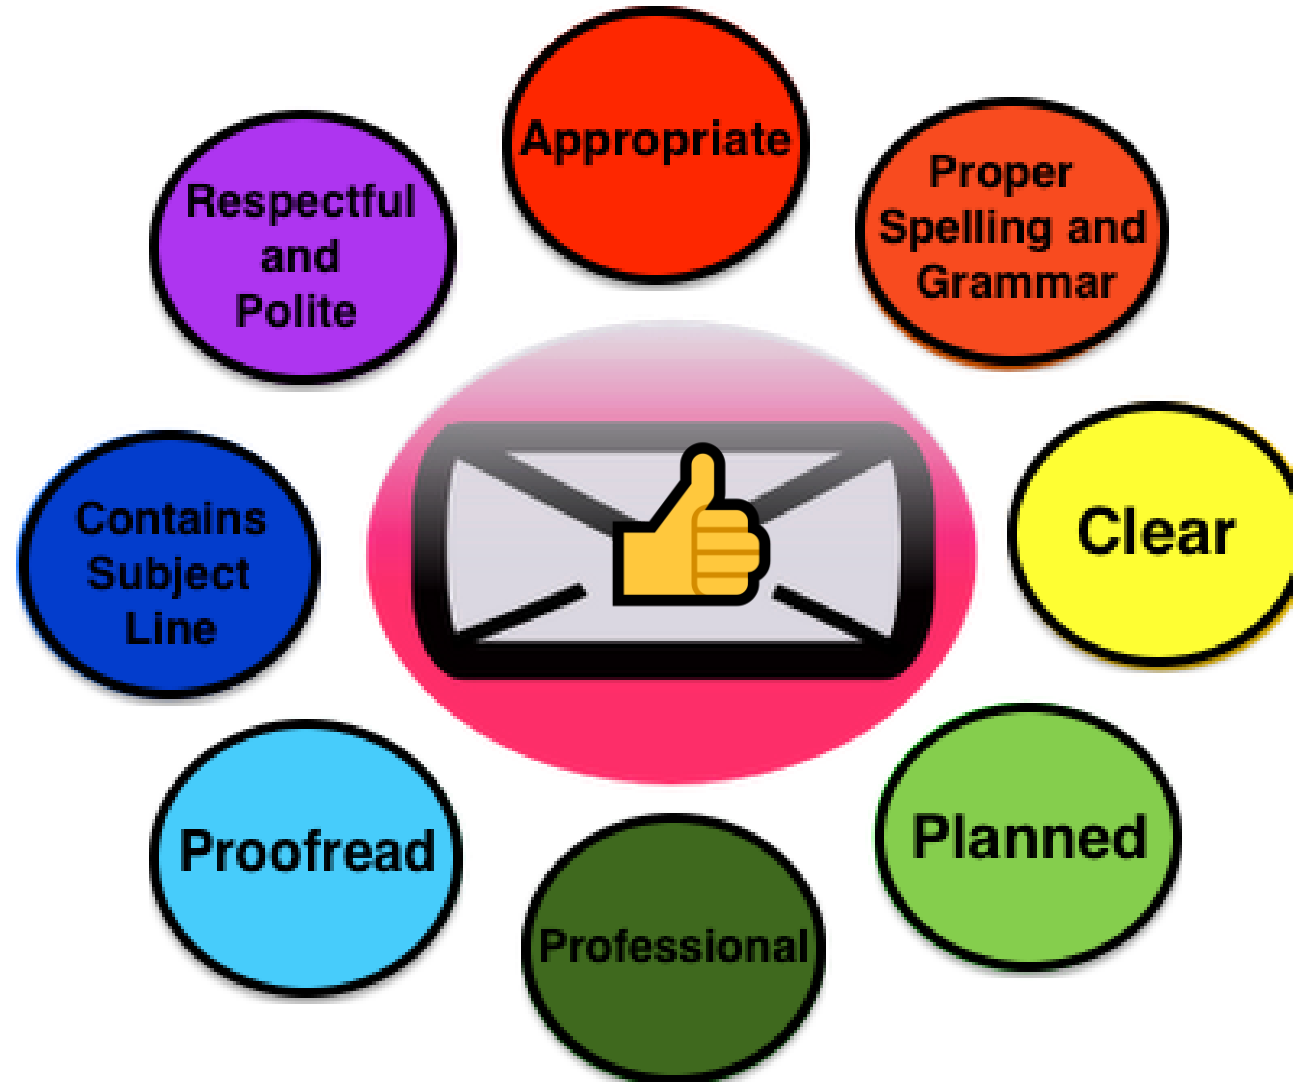 Appropriate
Proper
Spelling and
Grammar
Clear
Planned
Professional
Proofread
Contains
Subject
Line
Respectful
and
Polite